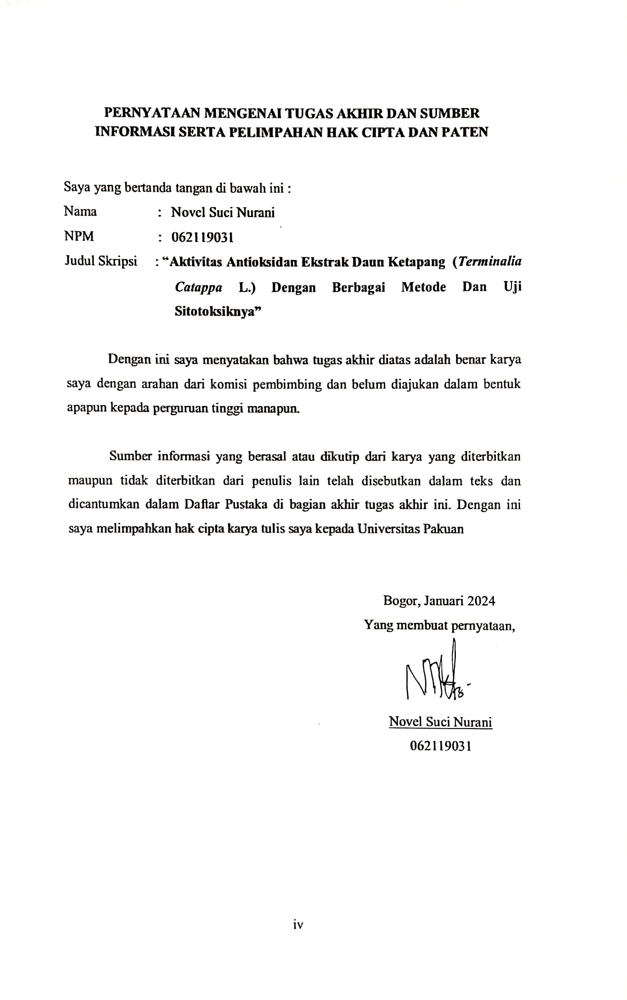 PERNYATAAN MENGENAI TUGAS AKHIR DAN SUMBER
INFORMASI SERTA PELIMPAHAN HAK CIPTA DAN PATEN
Saya yang bertanda tangan di bawah ini :
Nama : Novel Suci Nurani
NPM : 062119031
Judul Skripsi : “Aktivitas Antioksidan Ekstrak Daun Ketapang (Terminalia
Catappa L.) Dengan Berbagai Metode Dan Uji
Sitotoksiknya”
Dengan ini saya menyatakan bahwa tugas akhir diatas adalah benar karya
saya dengan arahan dari komisi pembimbing dan belum diajukan dalam bentuk
apapun kepada perguruan tinggi manapun.
Sumber informasi yang berasal atau dikutip dari karya yang diterbitkan
maupun tidak diterbitkan dari penulis lain telah disebutkan dalam teks dan
dicantumkan dalam Daftar Pustaka di bagian akhir tugas akhir ini. Dengan ini
saya melimpahkan hak cipta karya tulis saya kepada Universitas Pakuan
Bogor, Januari 2024
Yang membuat pernyataan,
Novel Suci Nurani
062119031
iv